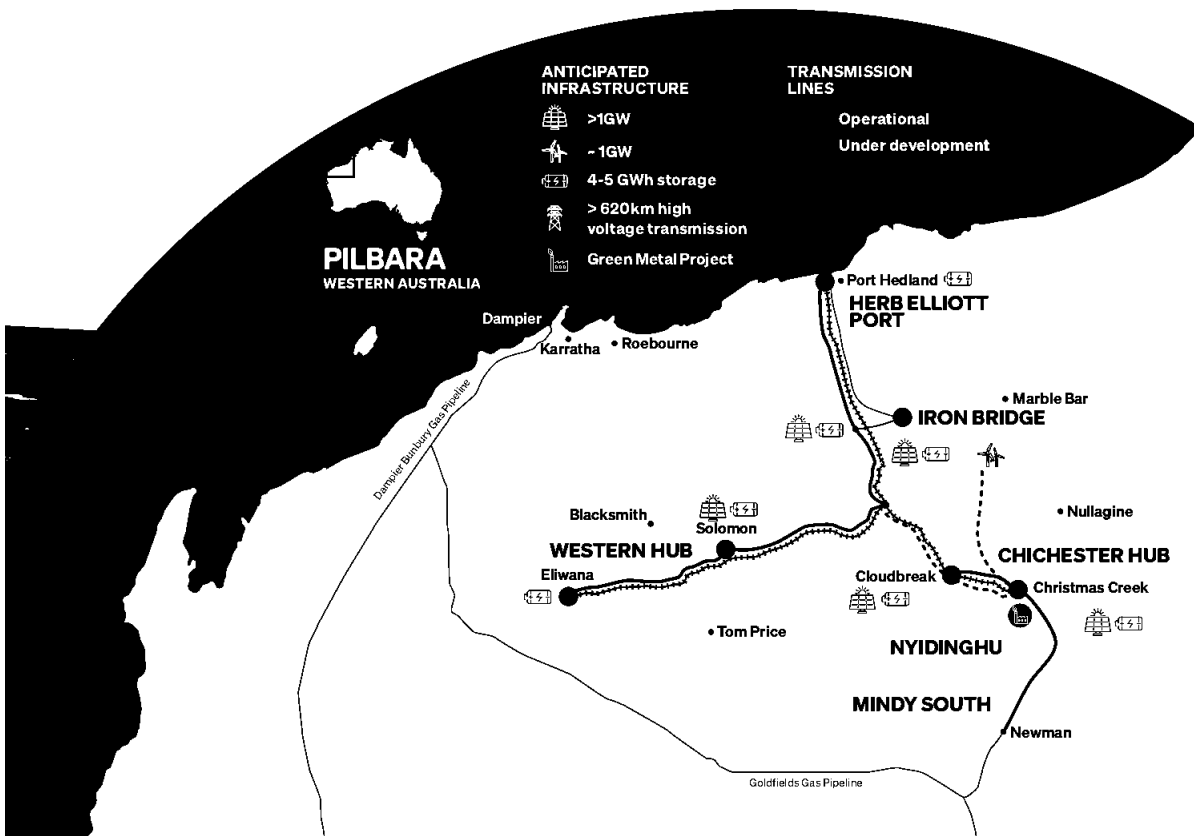 ANTICIPATED
INFRASTRUCTURE
>1GW
~1GW
4-5 GWh storage
> 620km high
voltage transmission
Green Metal Project
TRANSMISSION
LINES
Operational
Under development
PILBARA
WESTERN AUSTRALIA
Port Hedland
HERB ELLIOTT
PORT
Dampier
Karratha
Roebourne
Dampier Bunbury Gas Pipeline
Marble Bar
IRON BRIDGE
Blacksmith
Solomon
WESTERN HUB
Eliwana
Nullagine
CHICHESTER HUB
Cloudbreak
Christmas Creek
Tom Price
NYIDINGHU
MINDY SOUTH
Newman
Goldfields Gas Pipeline